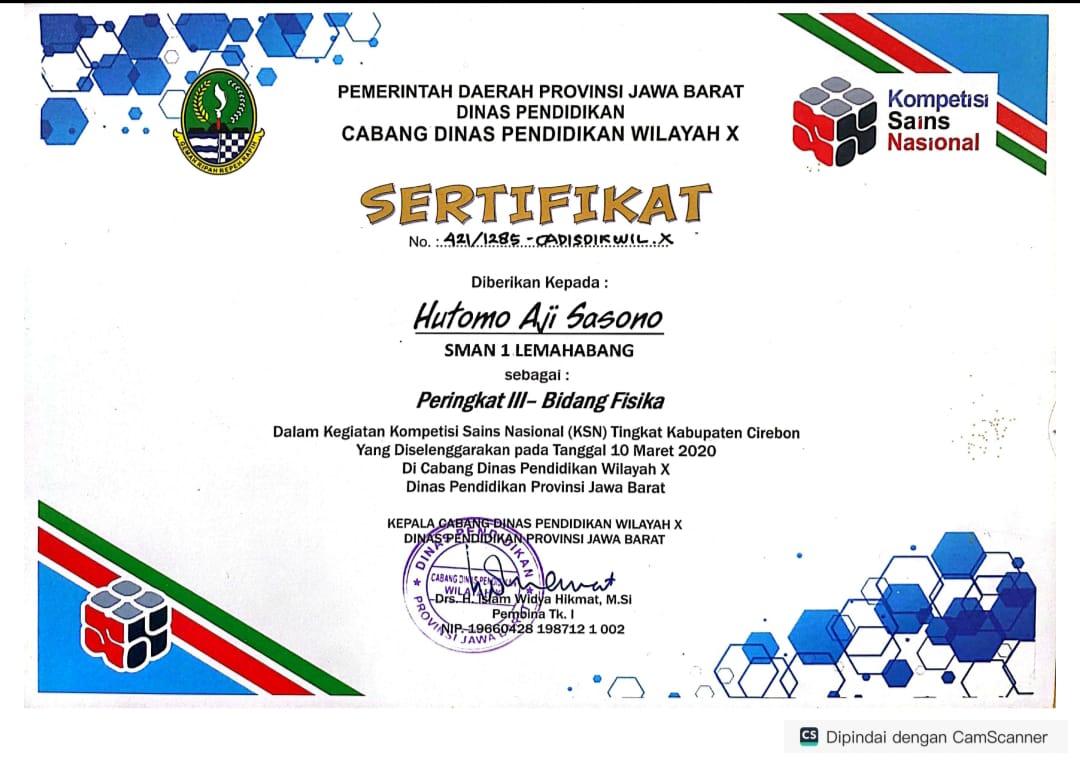 PEMERINTAH DAERAH PROVINSI JAWA BARAT
DINAS PENDIDIKAN
CABANG DINAS PENDIDIKAN WILAYAH X
GEMAH RIPAH REPEH RAPIH
Kompetisi
Sains
Nasional
SERTIFIKAT
No. : 421/1285 - CADISDIKWIL.X
Diberikan Kepada :
Hutomo Aji Sasono
SMAN 1 LEMAHABANG
sebagai :
Peringkat III– Bidang Fisika
Dalam Kegiatan Kompetisi Sains Nasional (KSN) Tingkat Kabupaten Cirebon
Yang Diselenggarakan pada Tanggal 10 Maret 2020
Di Cabang Dinas Pendidikan Wilayah X
Dinas Pendidikan Provinsi Jawa Barat
KEPALA CABANG DINAS PENDIDIKAN WILAYAH X
DINAS PENDIDIKAN PROVINSI JAWA BARAT
DINAS PENDIDIKAN
CABANG DINAS
PROVINSI JAWA
Drs. H. Islam Widya Hikmat, M.Si
Pembina Tk. I
NIP. 19660428 198712 1 002
CS Dipindai dengan CamScanner